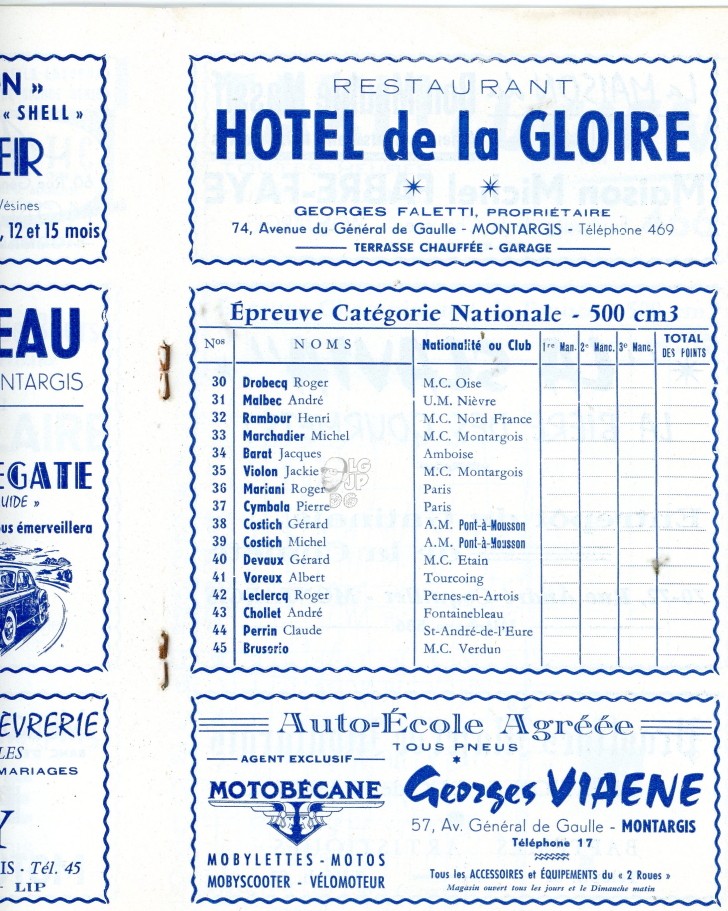 N »
« SHELL »
ER
Vésines
, 12 et 15 mois
EAU
NTARGIS
EGATE
UIDE »
us émerveillera
EVRERIE
LES
MARIAGES
Y
IS - Tél. 45
- LIP
RESTAURANT
HOTEL de la GLOIRE
GEORGES FALETTI, PROPRIÉTAIRE
74, Avenue du Général de Gaulle - MONTARGIS - Téléphone 469
TERRASSE CHAUFFÉE - GARAGE
Épreuve Catégorie Nationale - 500 cm3
Nos NOMS Nationalité ou Club 1re Man. 2e Manc. 3e Manc. TOTAL DES POINTS
30 Drobecq Roger M.C. Oise
31 Malbec André U.M. Nièvre
32 Rambour Henri M.C. Nord France
33 Marchadier Michel M.C. Montargois
34 Barat Jacques Amboise
35 Violon Jackie M.C. Montargois
36 Mariani Roger Paris
37 Cymbala Pierre Paris
38 Costich Gérard A.M. Pont-à-Mousson
39 Costich Michel A.M. Pont-à-Mousson
40 Devaux Gérard M.C. Etain
41 Voreux Albert Tourcoing
42 Leclercq Roger Pernes-en-Artois
43 Chollet André Fontainebleau
44 Perrin Claude St-André-de-l'Eure
45 Bruserio M.C. Verdun
Auto-École Agréée
TOUS PNEUS
AGENT EXCLUSIF
MOTOBÉCANE
MOBYLETTES - MOTOS
MOBYSCOOTER - VÉLOMOTEUR
Georges VIAENE
57, Av. Général de Gaulle - MONTARGIS
Téléphone 17
Tous les ACCESSOIRES et ÉQUIPEMENTS du « 2 Roues »
Magasin ouvert tous les jours et le Dimanche matin